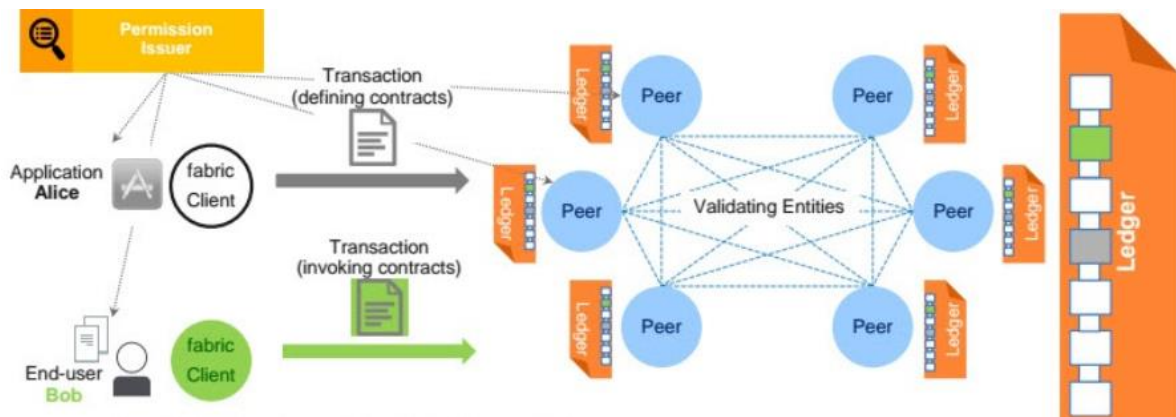 Permission
Issuer
Transaction
(defining contracts)
Application
Alice
fabric
Client
Transaction
(invoking contracts)
End-user
Bob
fabric
Client
Ledger
Peer
Peer
Ledger
Ledger
Peer
Validating Entities
Peer
Ledger
Ledger
Peer
Peer
Ledger
Ledger